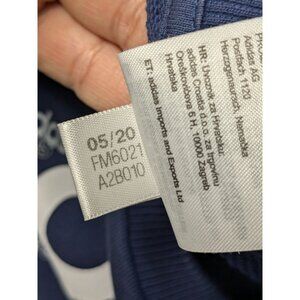 05/20
FM6021
A2B010
Adidas AG
Postfach 1120
Herzogenaurach, Nemačka
HR: Uvoznik za Hrvatsku:
adidas Croatia d.o.o. za trgovinu
Oreškovićeva 6 H, 10000 Zagreb
Hrvatska
ET: adidas Imports and Exports Ltd